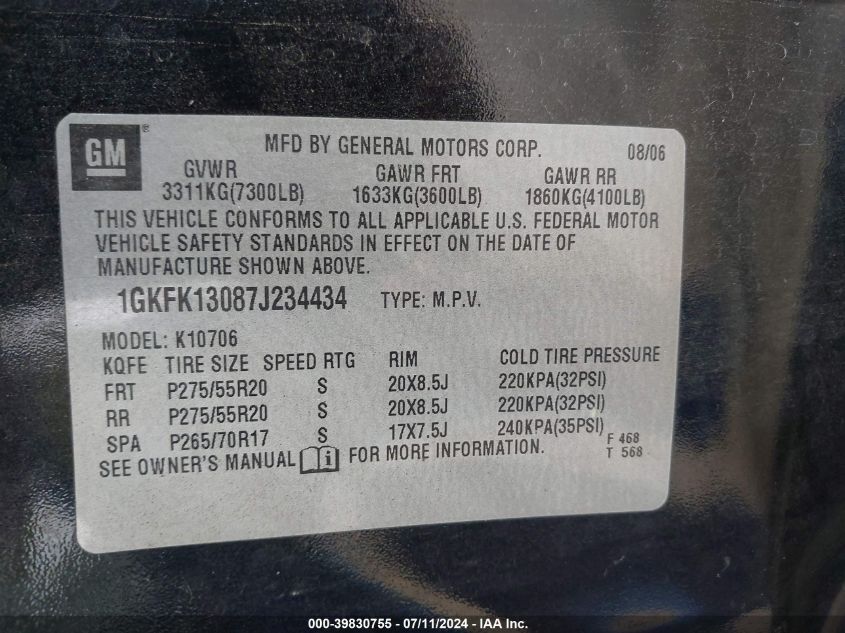 GM ®
MFD BY GENERAL MOTORS CORP. 08/06
GVWR GAWR FRT GAWR RR
3311KG(7300LB) 1633KG(3600LB) 1860KG(4100LB)
THIS VEHICLE CONFORMS TO ALL APPLICABLE U.S. FEDERAL MOTOR
VEHICLE SAFETY STANDARDS IN EFFECT ON THE DATE OF
MANUFACTURE SHOWN ABOVE.
1GKFK13087J234434 TYPE: M.P.V.
MODEL: K10706
KQFE TIRE SIZE SPEED RTG RIM COLD TIRE PRESSURE
FRT P275/55R20 S 20X8.5J 220KPA(32PSI)
RR P275/55R20 S 20X8.5J 220KPA(32PSI)
SPA P265/70R17 S 17X7.5J 240KPA(35PSI)
F 468
T 568
SEE OWNER'S MANUAL i FOR MORE INFORMATION.
000-39830755 - 07/11/2024 - IAA Inc.